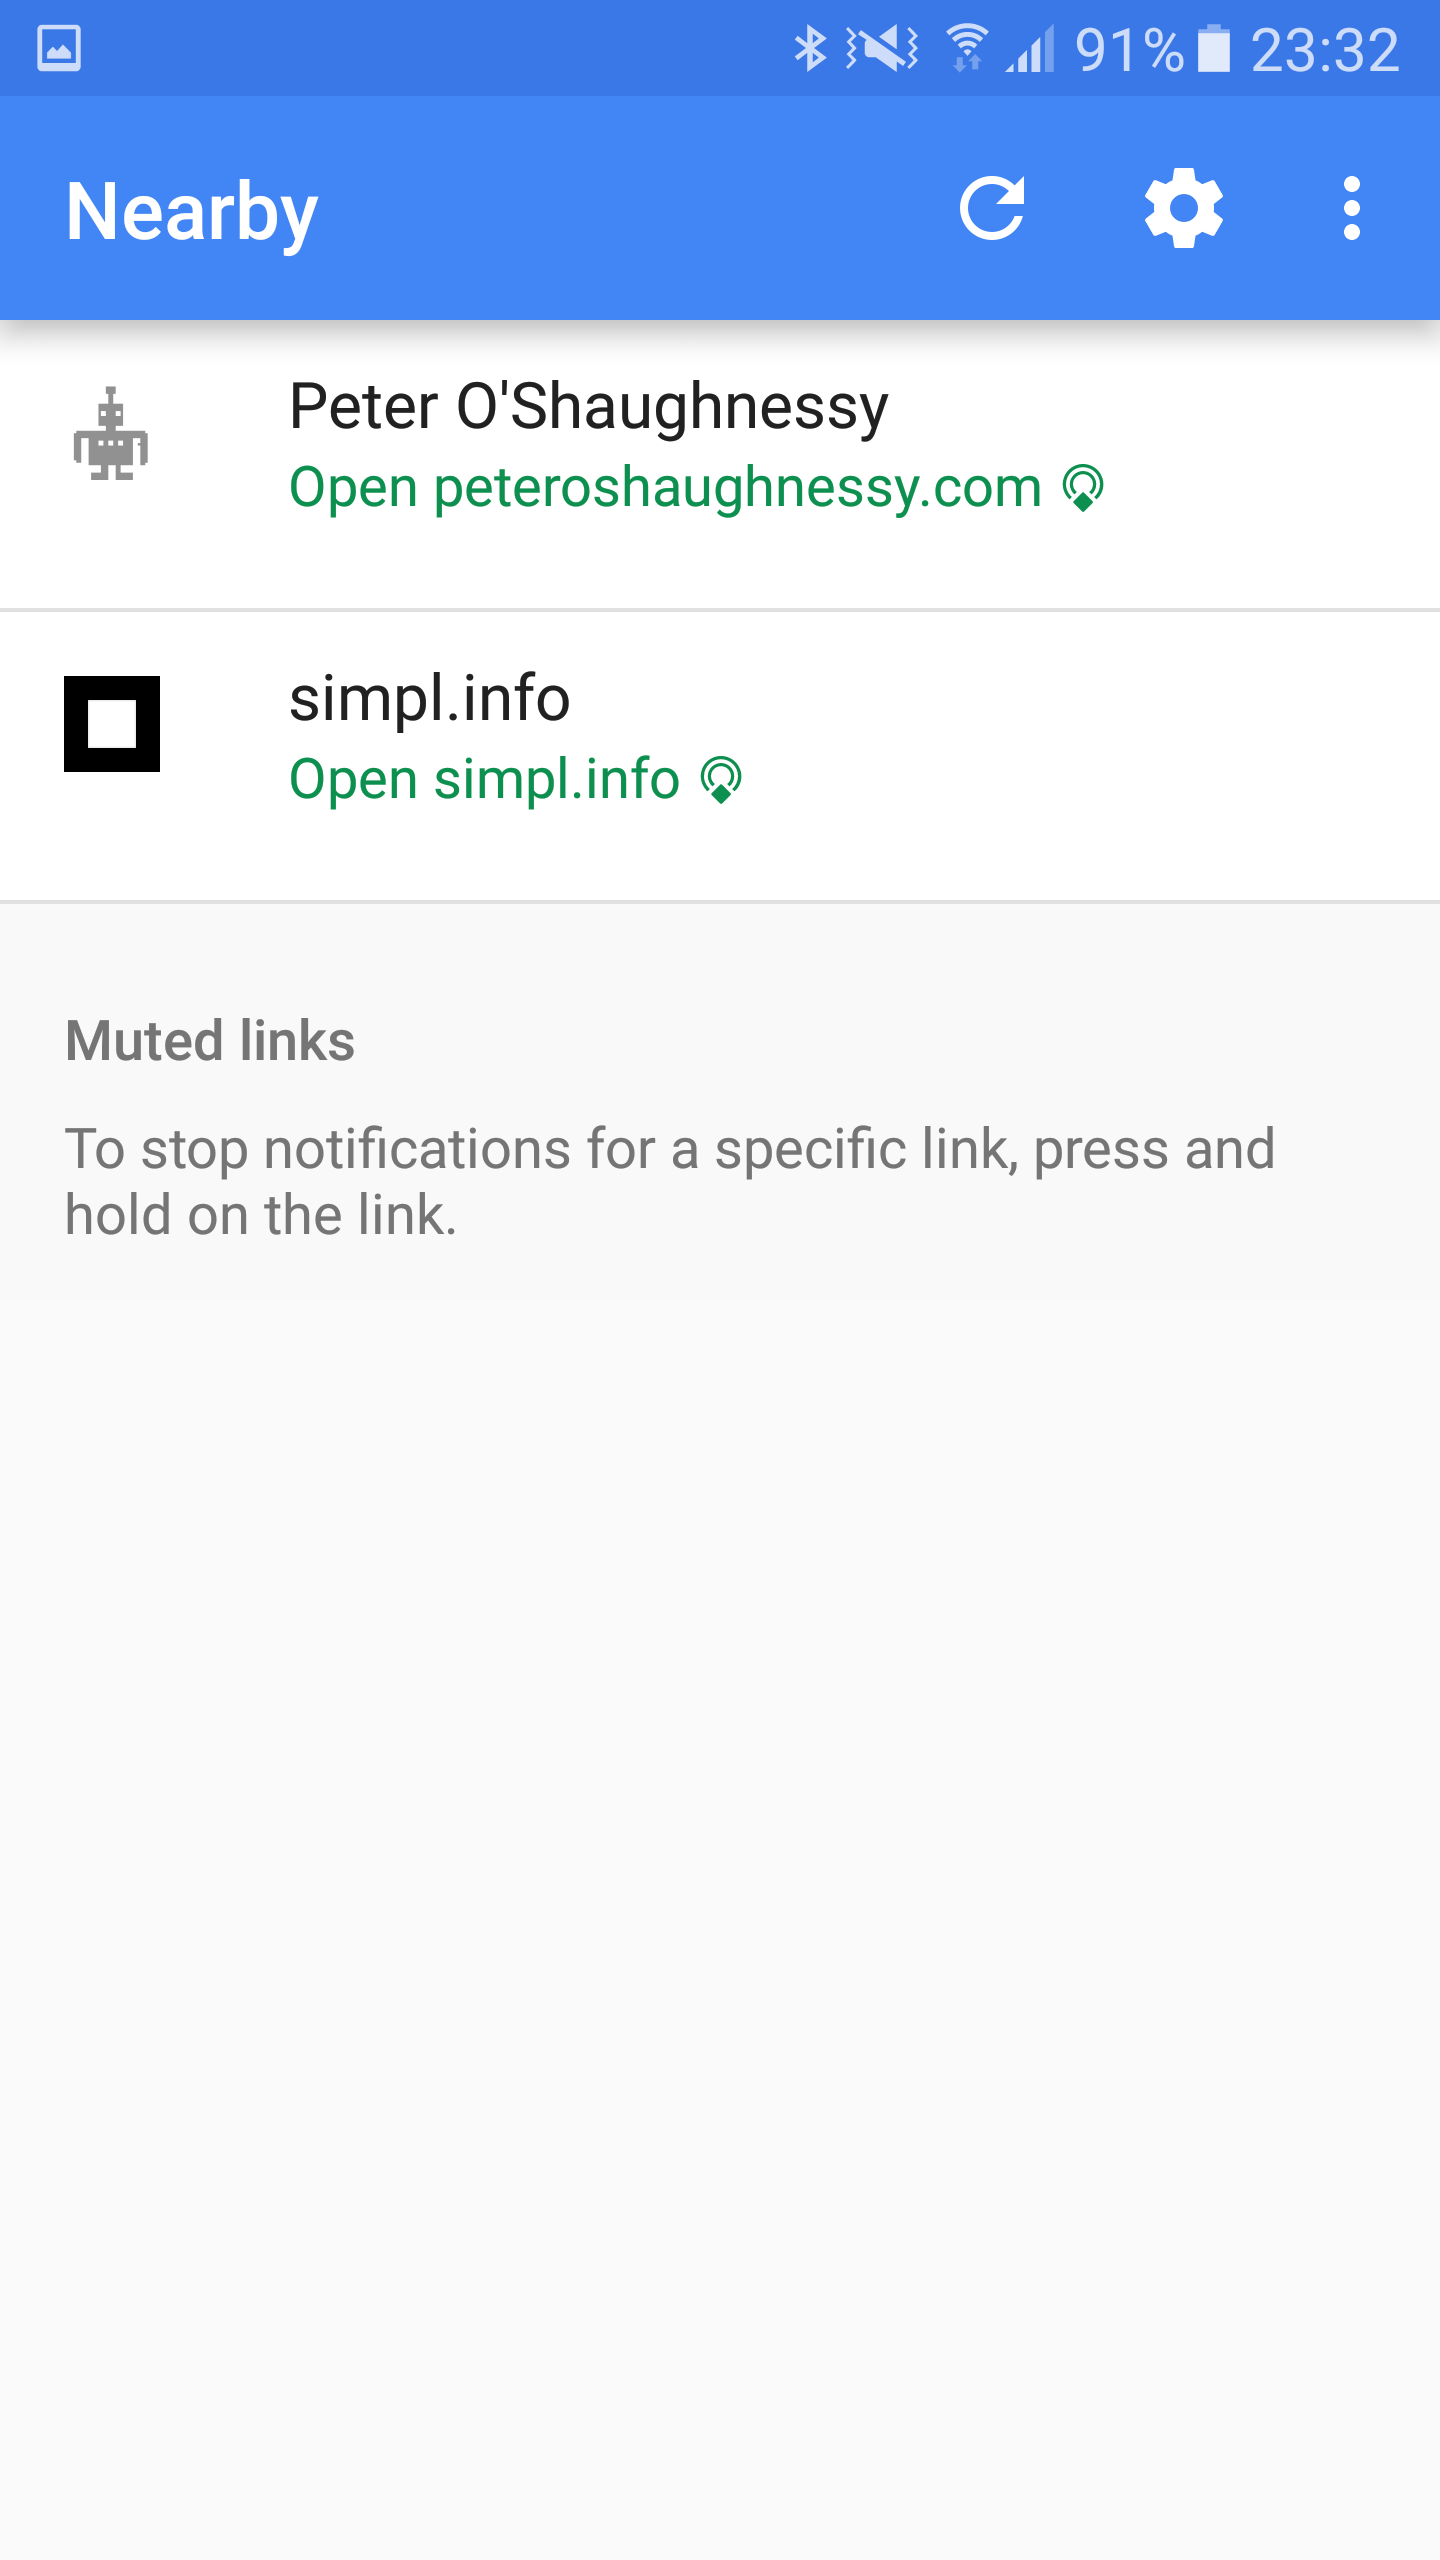 91% 23:32
Nearby
Peter O'Shaughnessy
Open peteroshaughnessy.com
simpl.info
Open simpl.info
Muted links
To stop notifications for a specific link, press and
hold on the link.